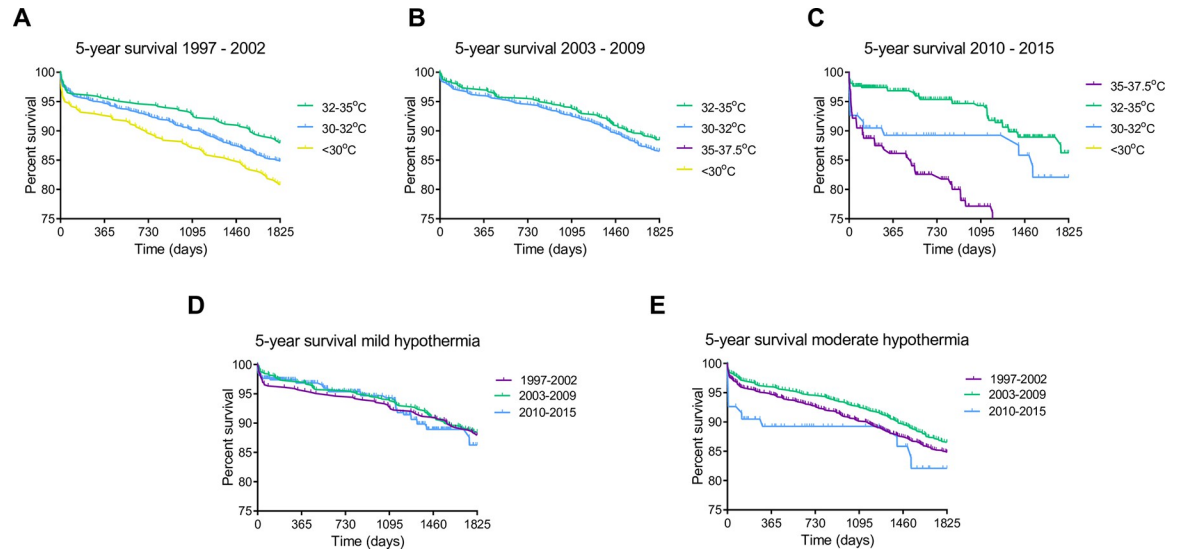 A
5-year survival 1997 - 2002
Percent survival
100
95
90
85
80
75
0 365 730 1095 1460 1825
Time (days)
32-35°C
30-32°C
<30°C
B
5-year survival 2003 - 2009
Percent survival
100
95
90
85
80
75
0 365 730 1095 1460 1825
Time (days)
32-35°C
30-32°C
35-37.5°C
<30°C
C
5-year survival 2010 - 2015
Percent survival
100
95
90
85
80
75
0 365 730 1095 1460 1825
Time (days)
35-37.5°C
32-35°C
30-32°C
<30°C
D
5-year survival mild hypothermia
Percent survival
100
95
90
85
80
75
0 365 730 1095 1460 1825
Time (days)
1997-2002
2003-2009
2010-2015
E
5-year survival moderate hypothermia
Percent survival
100
95
90
85
80
75
0 365 730 1095 1460 1825
Time (days)
1997-2002
2003-2009
2010-2015